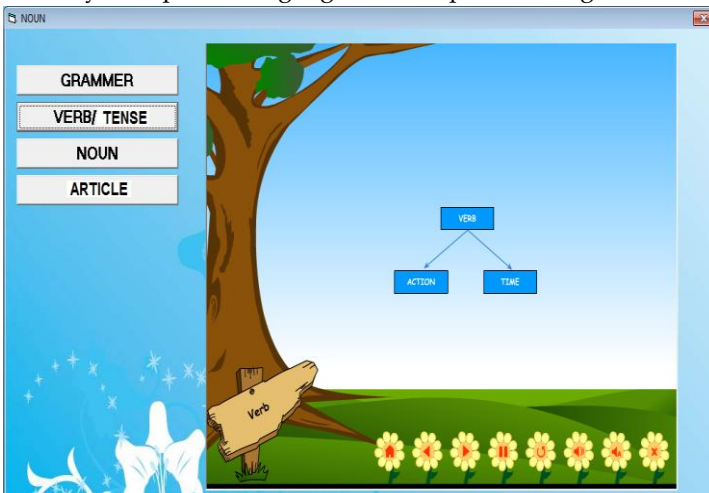 NOUN
GRAMMER
VERB/ TENSE
NOUN
ARTICLE
VERB
ACTION
TIME
Verb